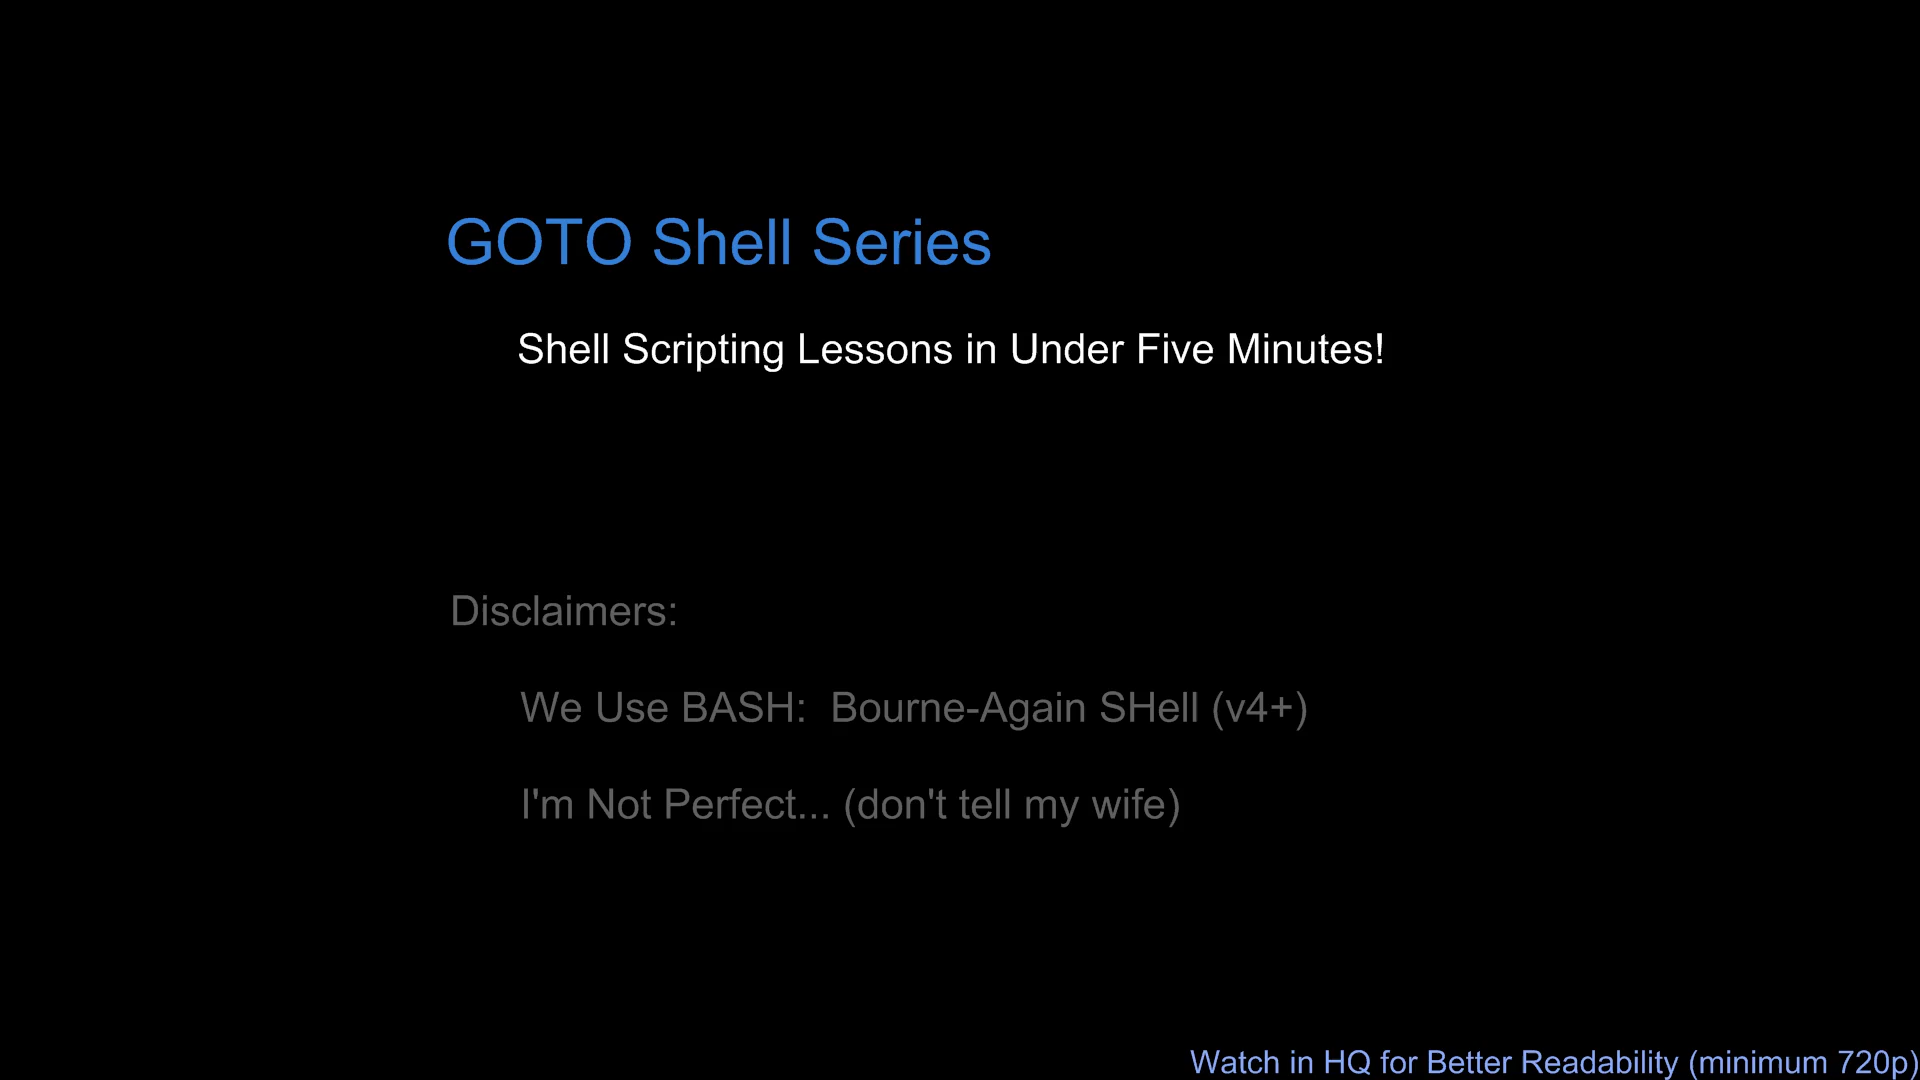 GOTO Shell Series
Shell Scripting Lessons in Under Five Minutes!
Disclaimers:
We Use BASH:  Bourne-Again SHell (v4+)
I'm Not Perfect... (don't tell my wife)
Watch in HQ for Better Readability (minimum 720p)